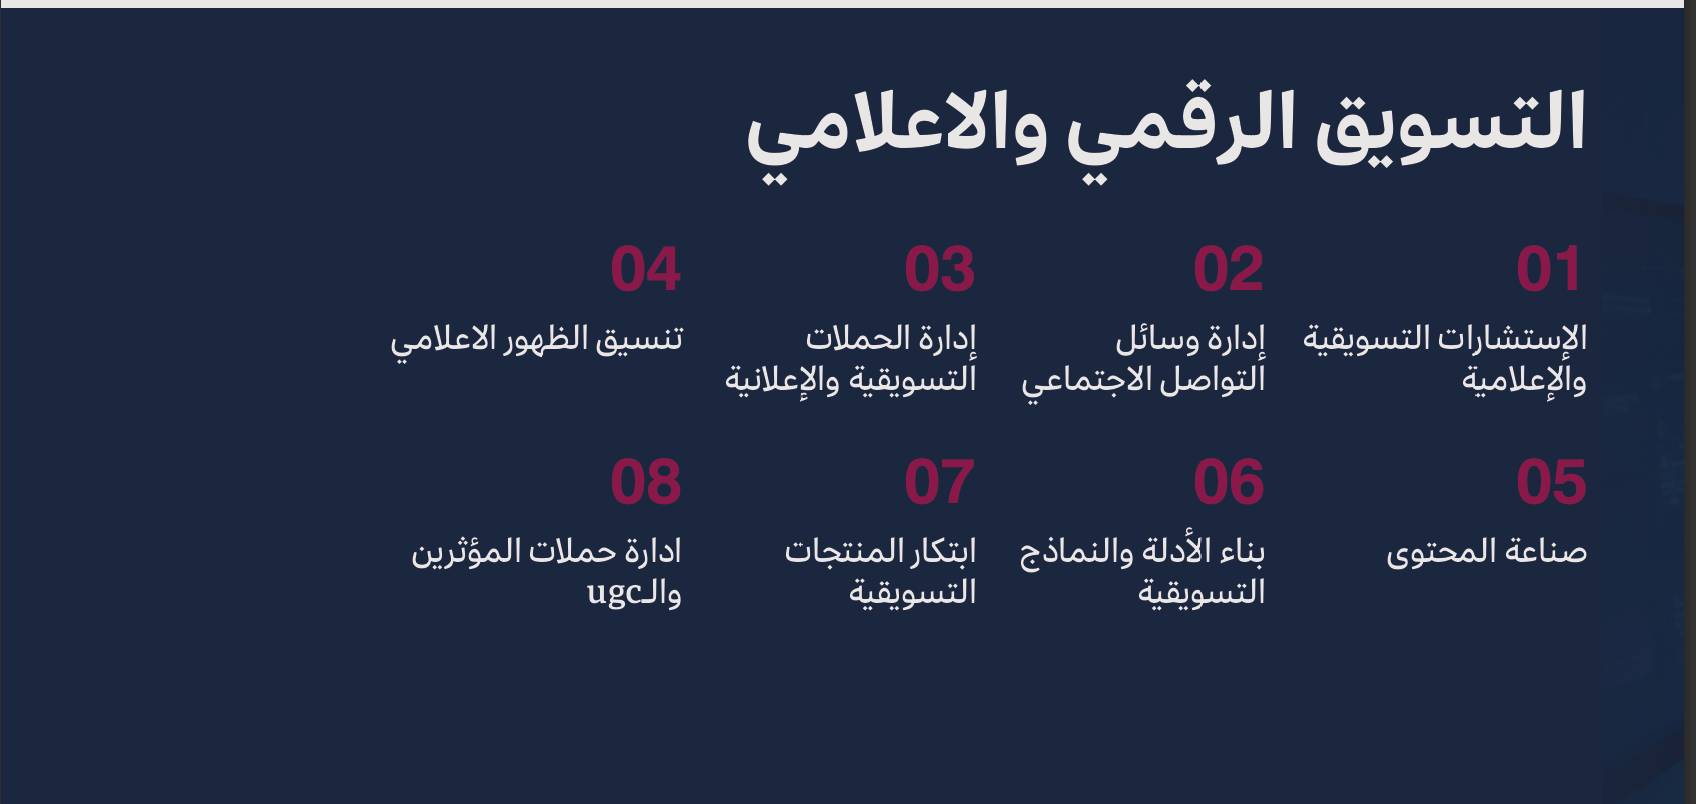 التسويق الرقمي والاعلامي
01
الإستشارات التسويقية
والإعلامية
02
إدارة وسائل
التواصل الاجتماعي
03
إدارة الحملات
التسويقية والإعلانية
04
تنسيق الظهور الاعلامي
05
صناعة المحتوى
06
بناء الأدلة والنماذج
التسويقية
07
ابتكار المنتجات
التسويقية
08
ادارة حملات المؤثرين
والـugc